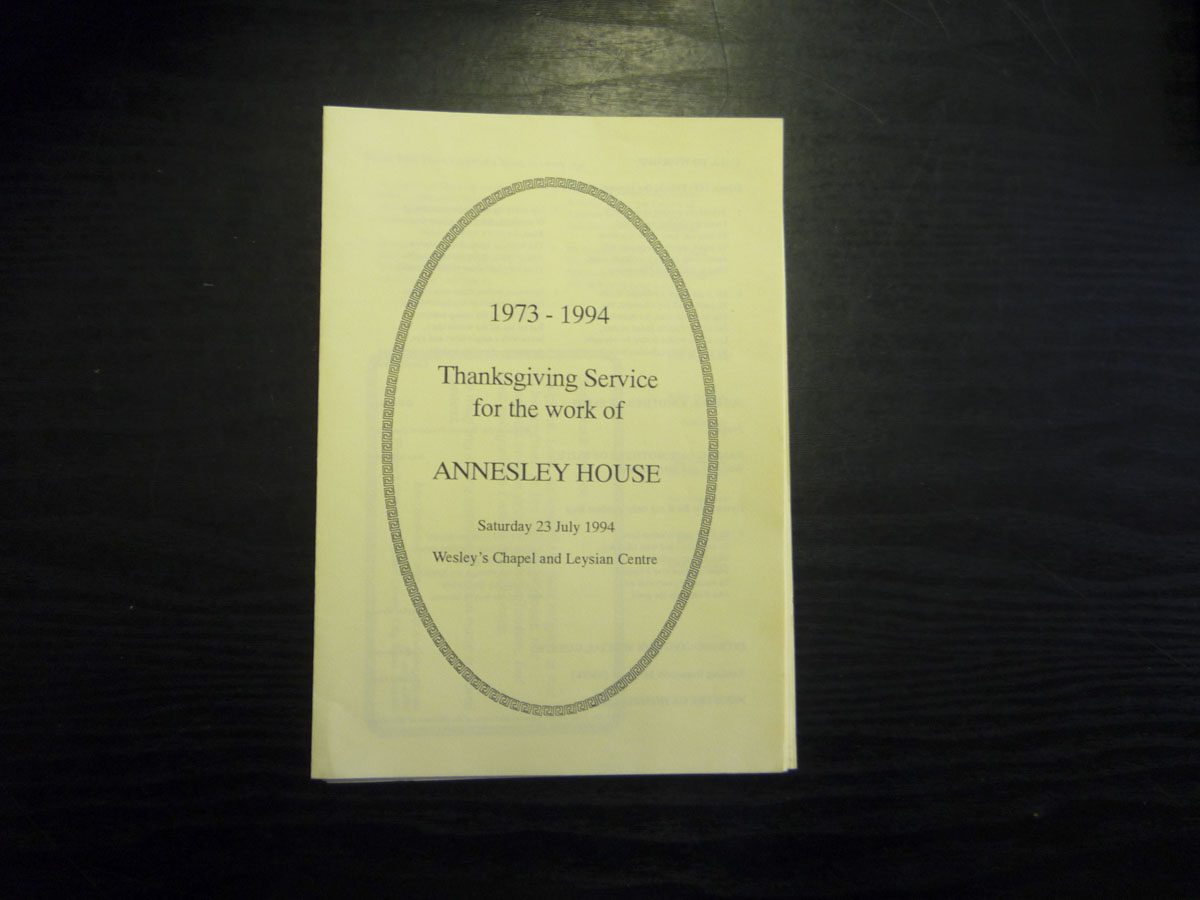 1973 - 1994
Thanksgiving Service
for the work of
ANNESLEY HOUSE
Saturday 23 July 1994
Wesley's Chapel and Leysian Centre